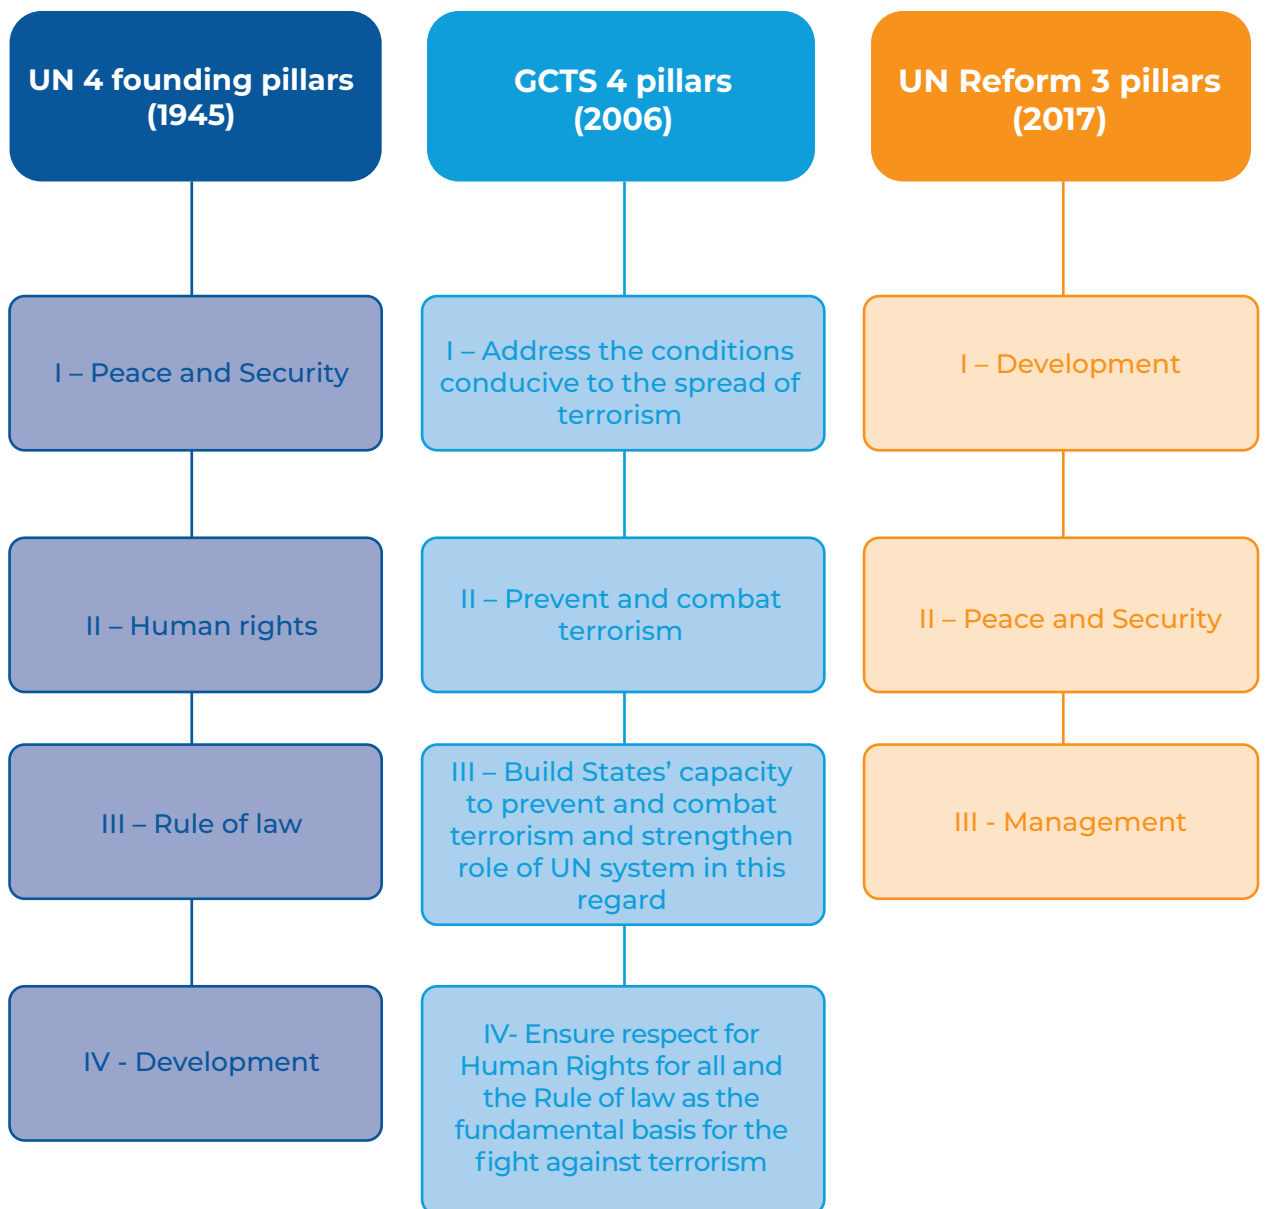 UN 4 founding pillars
(1945)
I – Peace and Security
II – Human rights
III – Rule of law
IV - Development
GCTS 4 pillars
(2006)
I – Address the conditions
conducive to the spread of
terrorism
II – Prevent and combat
terrorism
III – Build States’ capacity
to prevent and combat
terrorism and strengthen
role of UN system in this
regard
IV- Ensure respect for
Human Rights for all and
the Rule of law as the
fundamental basis for the
fight against terrorism
UN Reform 3 pillars
(2017)
I – Development
II – Peace and Security
III - Management